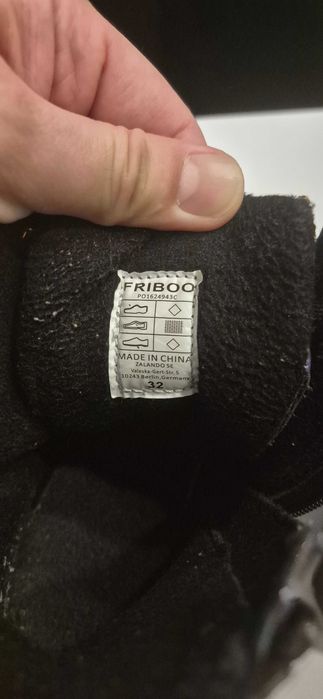 FRIBOO
PO1624943C
MADE IN CHINA
ZALANDO SE
Valeska-Gert-Str. 5
10243 Berlin, Germany
32